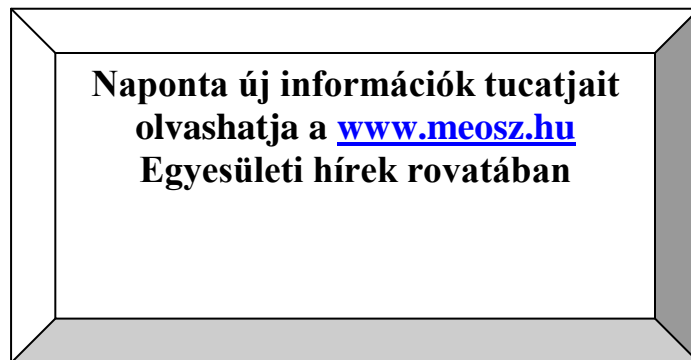 Naponta új információk tucatjait
olvashatja a www.meosz.hu
Egyesületi hírek rovatában